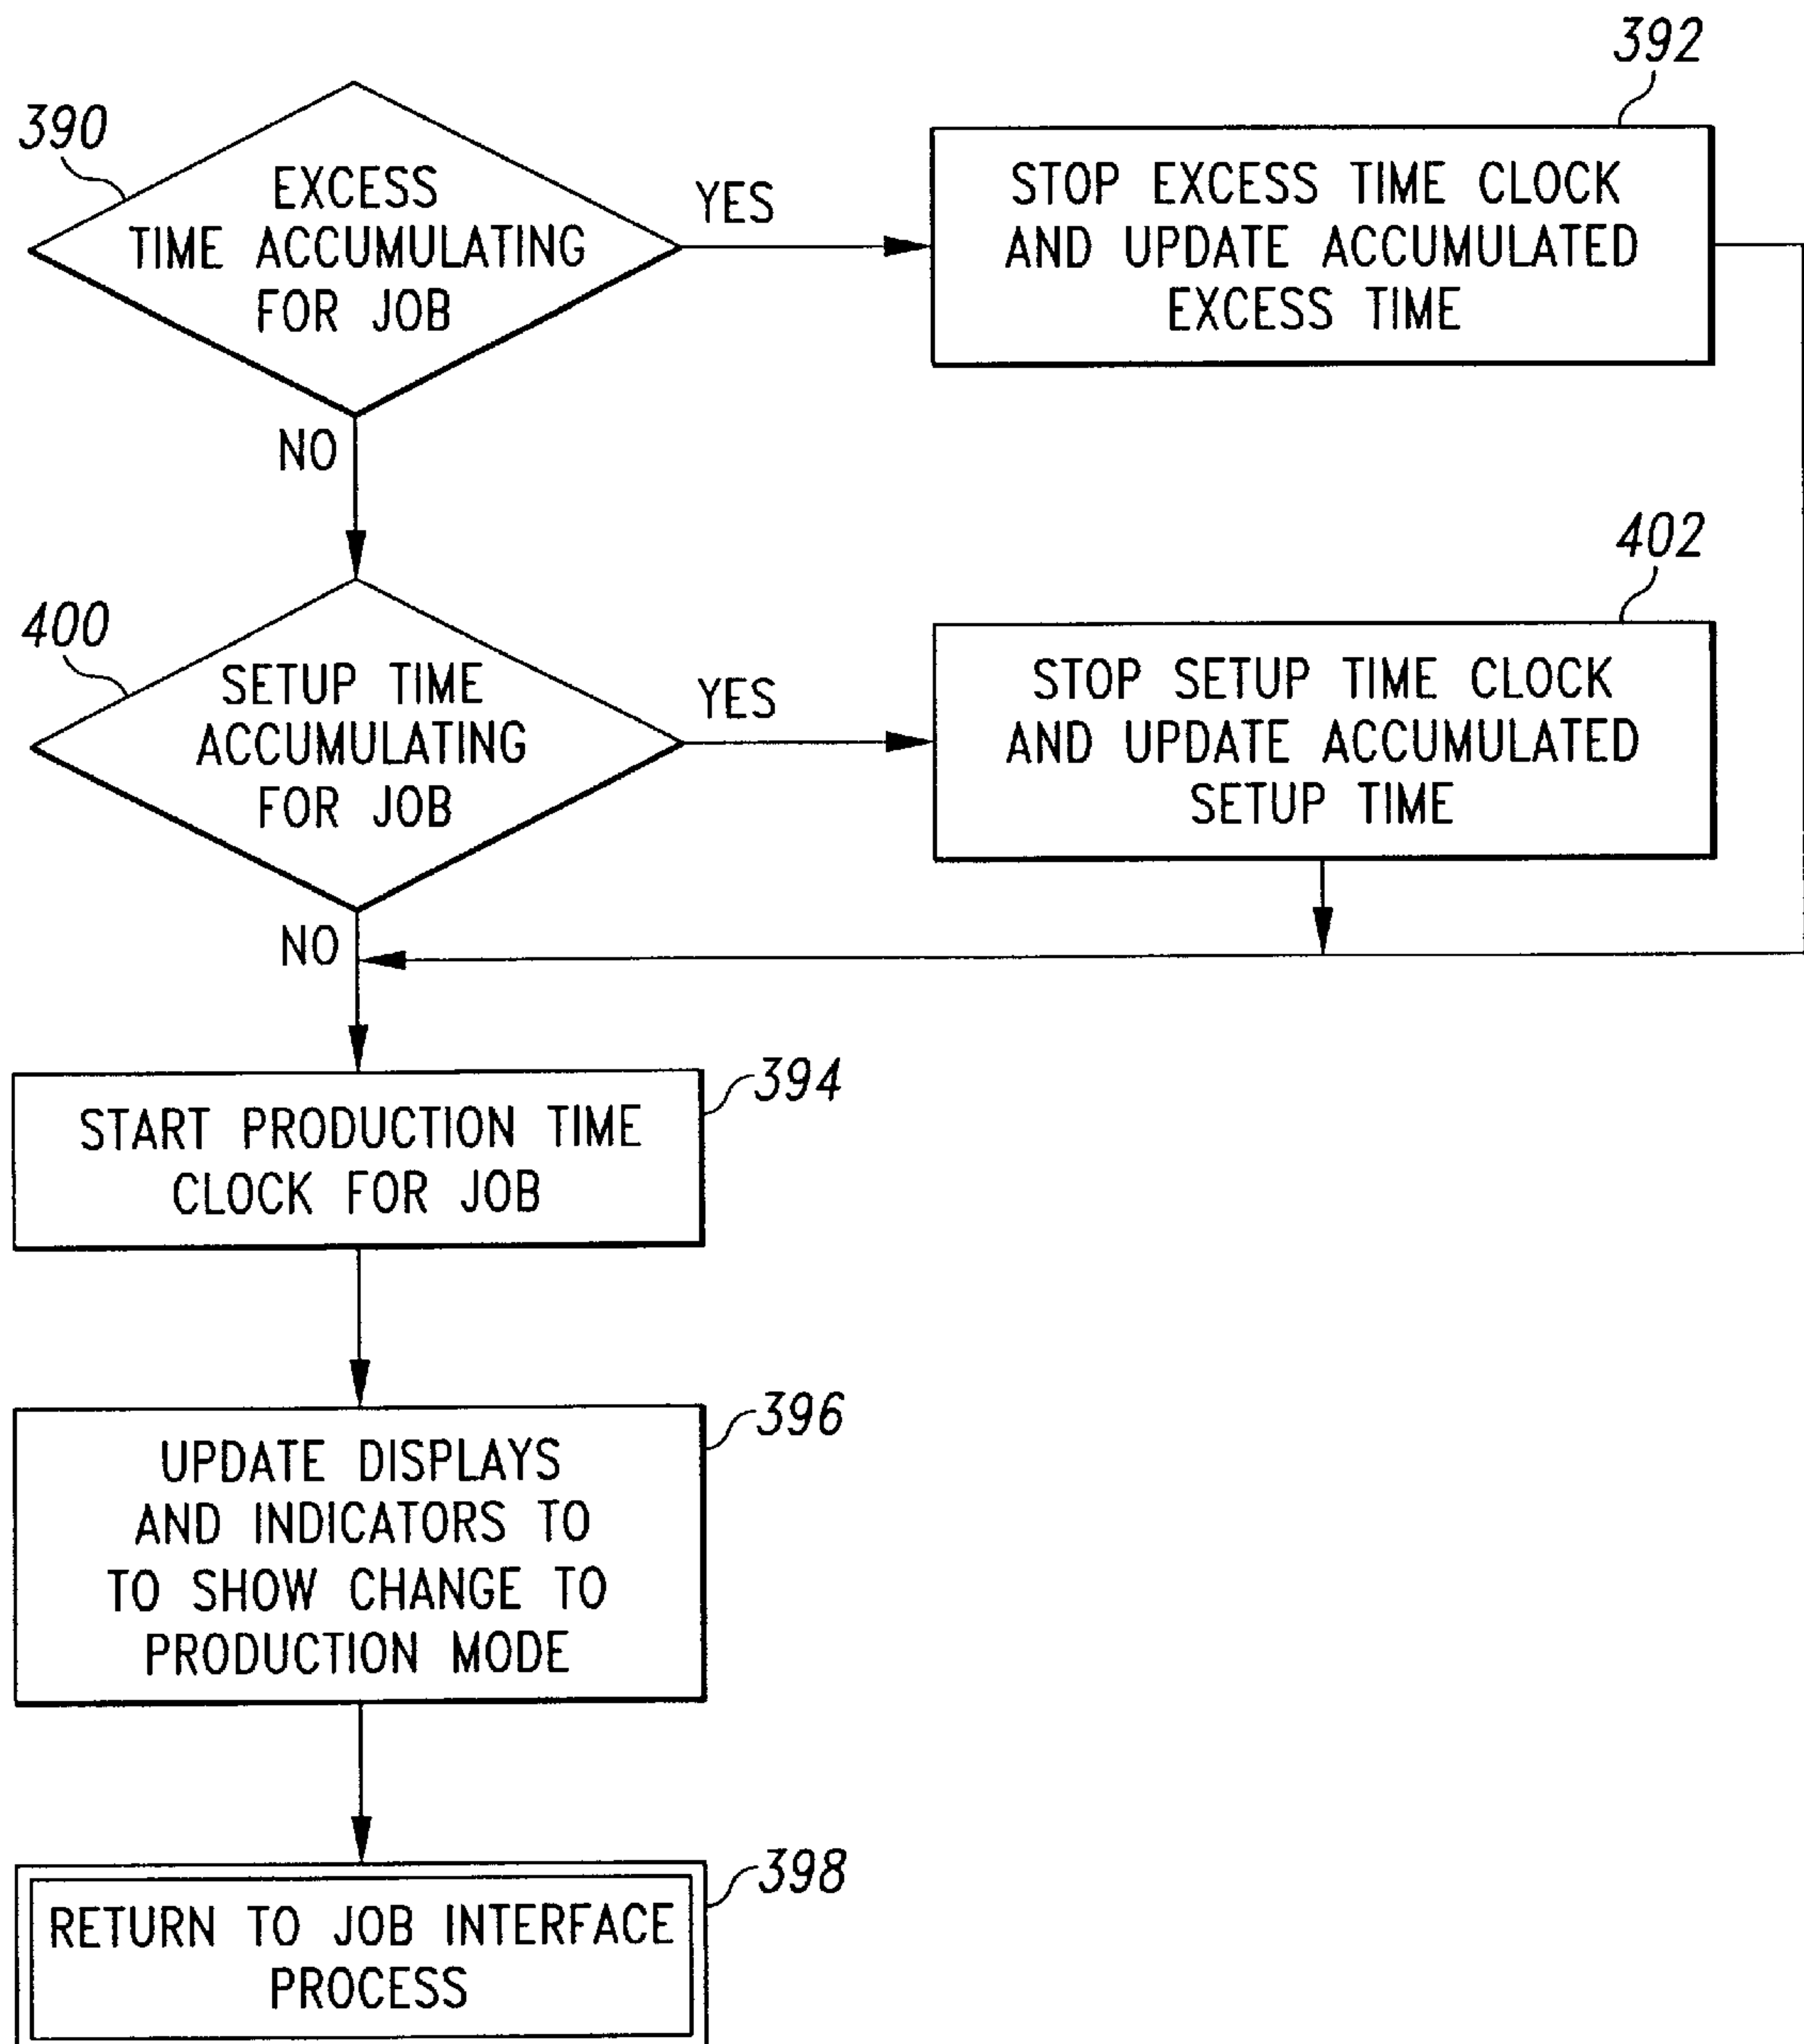 392
390
EXCESS
TIME ACCUMULATING
FOR JOB
YES
STOP EXCESS TIME CLOCK
AND UPDATE ACCUMULATED
EXCESS TIME
NO
402
400
SETUP TIME
ACCUMULATING
FOR JOB
YES
STOP SETUP TIME CLOCK
AND UPDATE ACCUMULATED
SETUP TIME
NO
394
START PRODUCTION TIME
CLOCK FOR JOB
396
UPDATE DISPLAYS
AND INDICATORS TO
TO SHOW CHANGE TO
PRODUCTION MODE
398
RETURN TO JOB INTERFACE
PROCESS